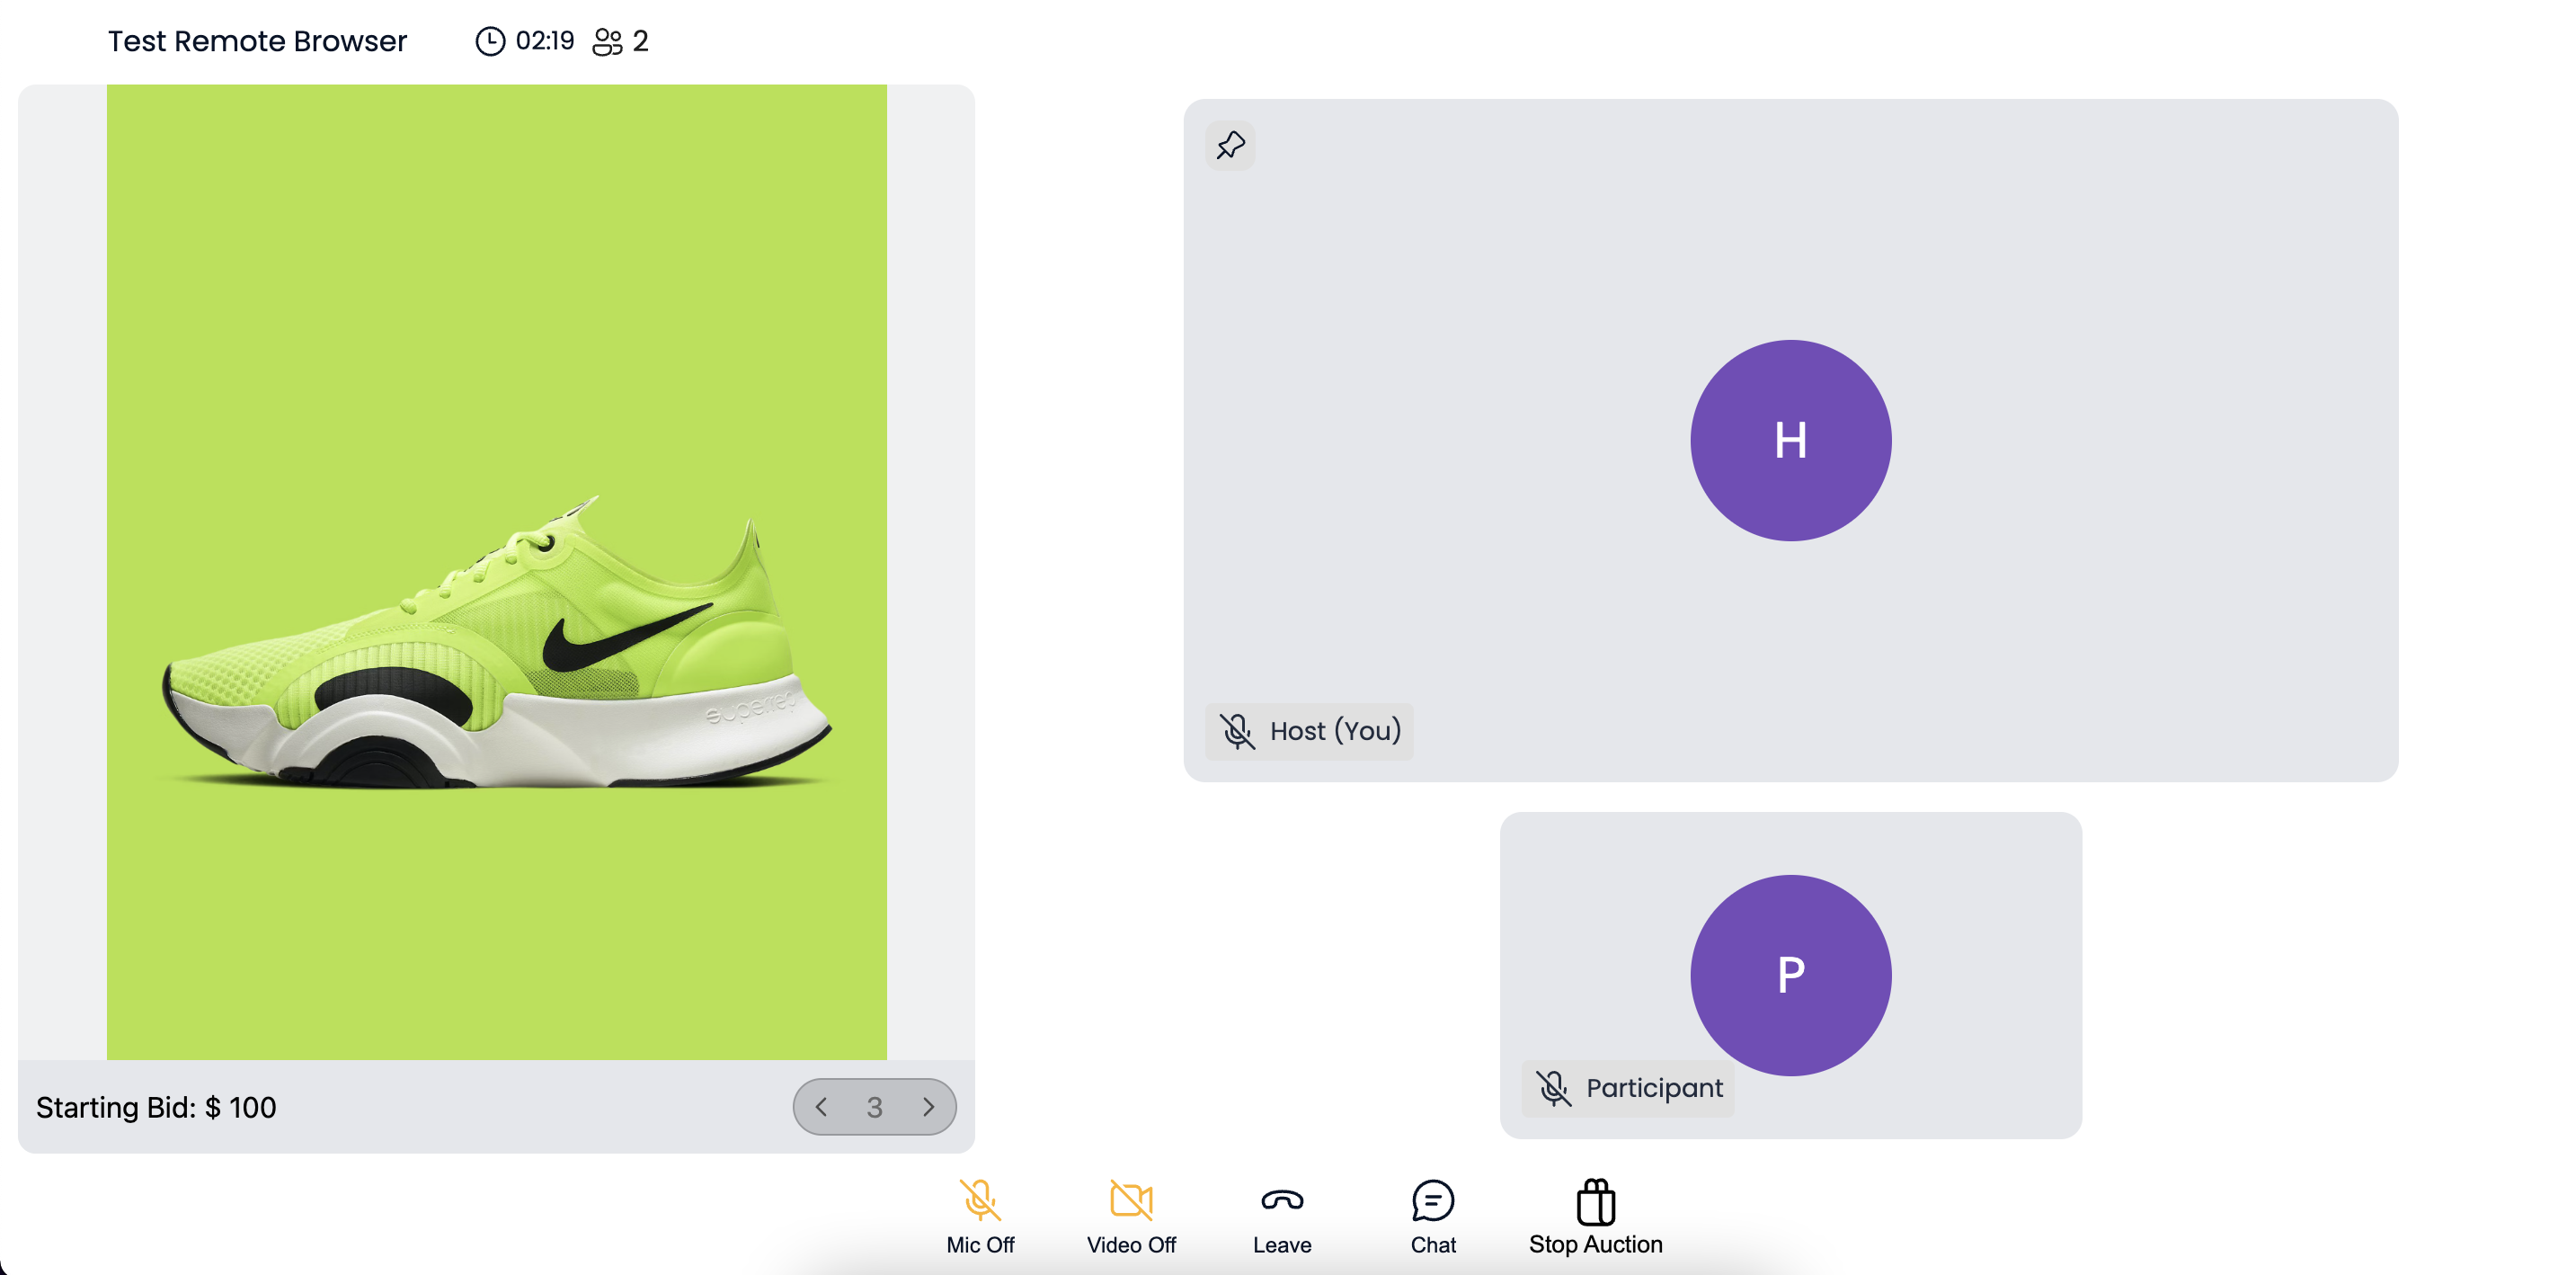 Test Remote Browser
02:19
2
superrep
H
Host (You)
P
Participant
Starting Bid: $ 100
3
Mic Off
Video Off
Leave
Chat
Stop Auction